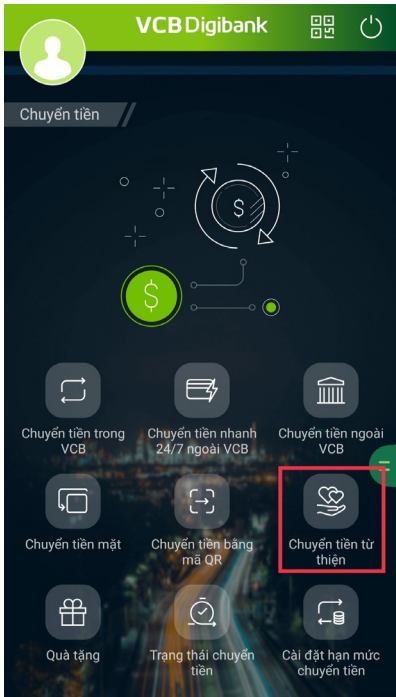 VCB Digibank
Chuyển tiền
$
$
Chuyển tiền trong
VCB
Chuyển tiền nhanh
24/7 ngoài VCB
Chuyển tiền ngoài
VCB
Chuyển tiền mặt
Chuyển tiền bằng
mã QR
Chuyển tiền từ
thiện
Quà tặng
Trạng thái chuyển
tiền
Cài đặt hạn mức
chuyển tiền